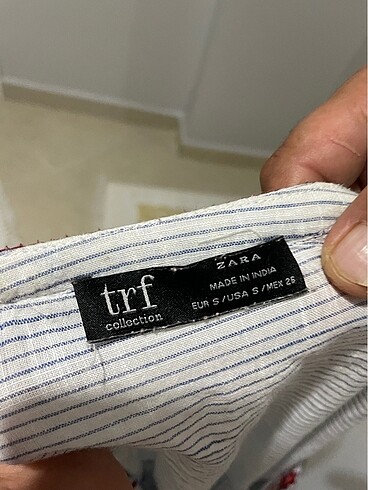 trf
collection
ZARA
MADE IN INDIA
EUR S / USA S / MEX 26